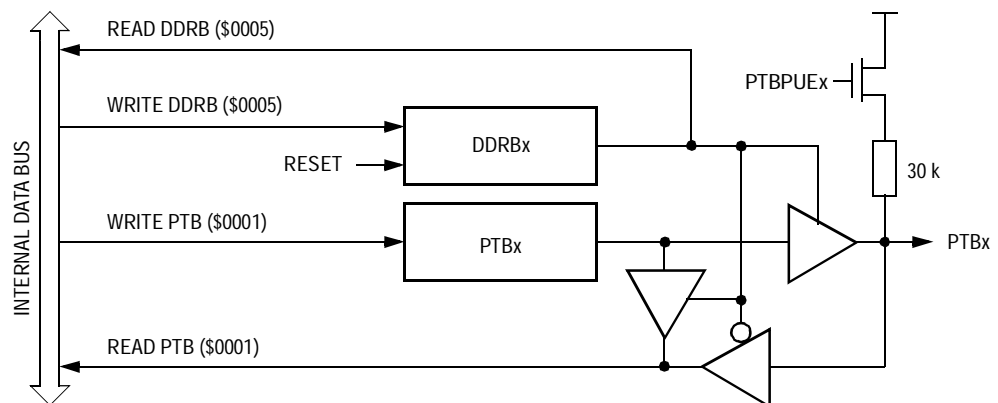 READ DDRB ($0005)
PTBPUEx
WRITE DDRB ($0005)
DDRBx
RESET
30 k
INTERNAL DATA BUS
WRITE PTB ($0001)
PTBx
PTBx
READ PTB ($0001)